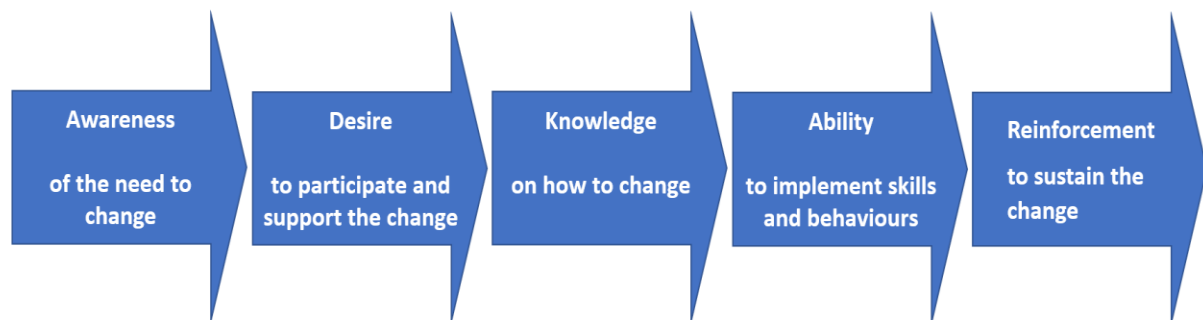 Awareness
of the need to
change
Desire
to participate and
support the change
Knowledge
on how to change
Ability
to implement skills
and behaviours
Reinforcement
to sustain the
change